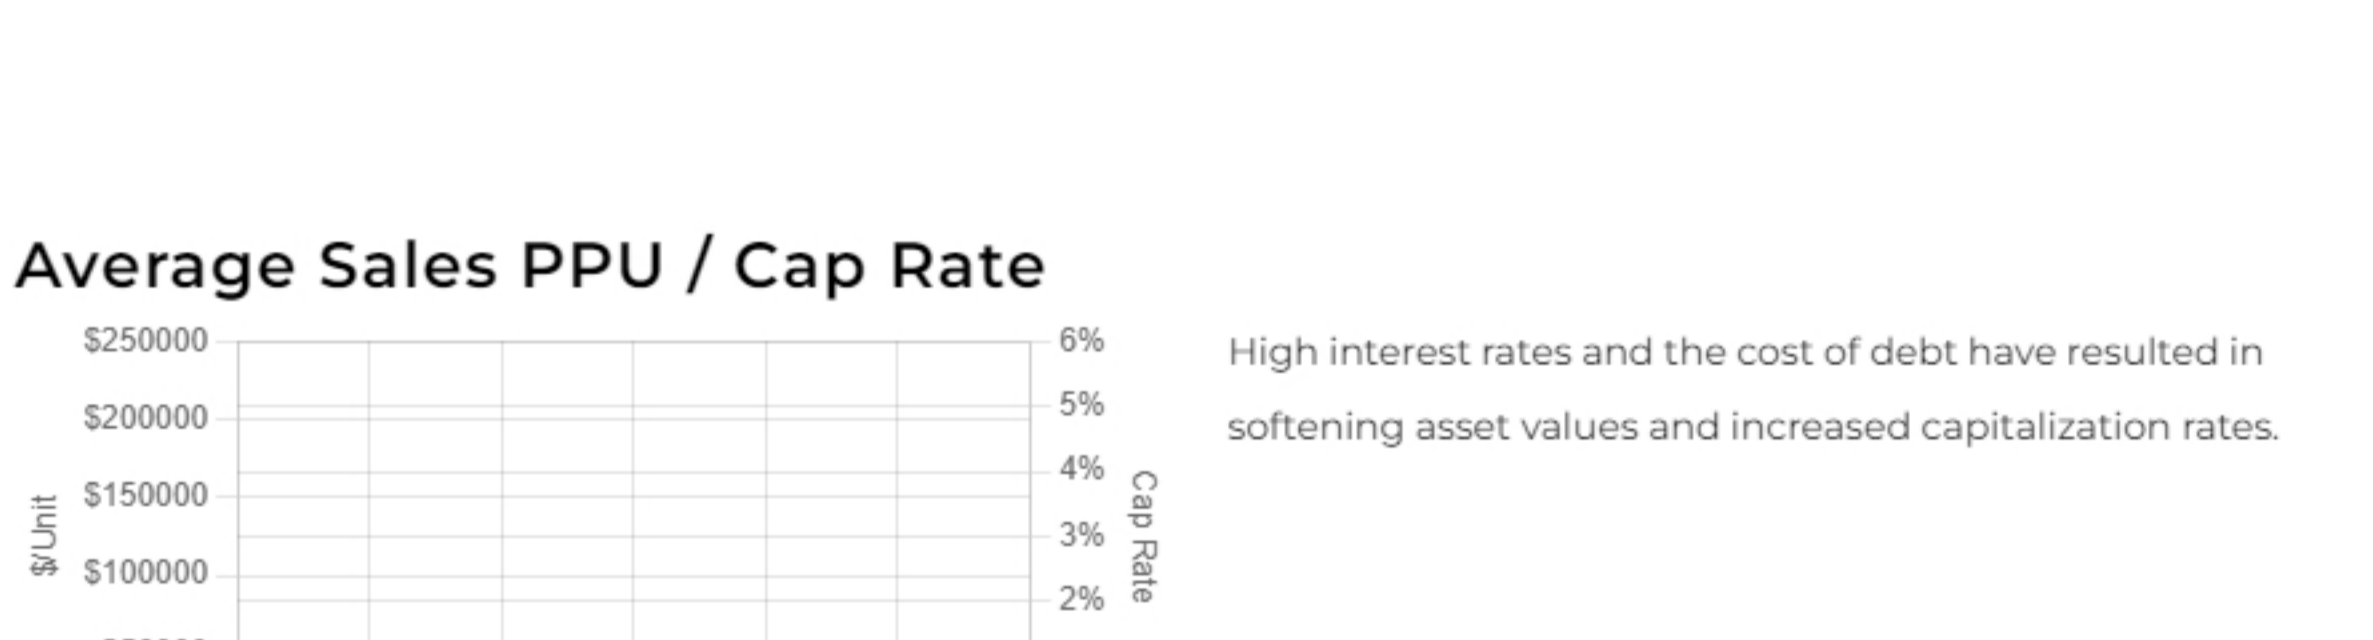 Average Sales PPU / Cap Rate
$250000
$200000
$150000
$100000
$/Unit
6%
5%
4%
3%
2%
Cap Rate
High interest rates and the cost of debt have resulted in
softening asset values and increased capitalization rates.